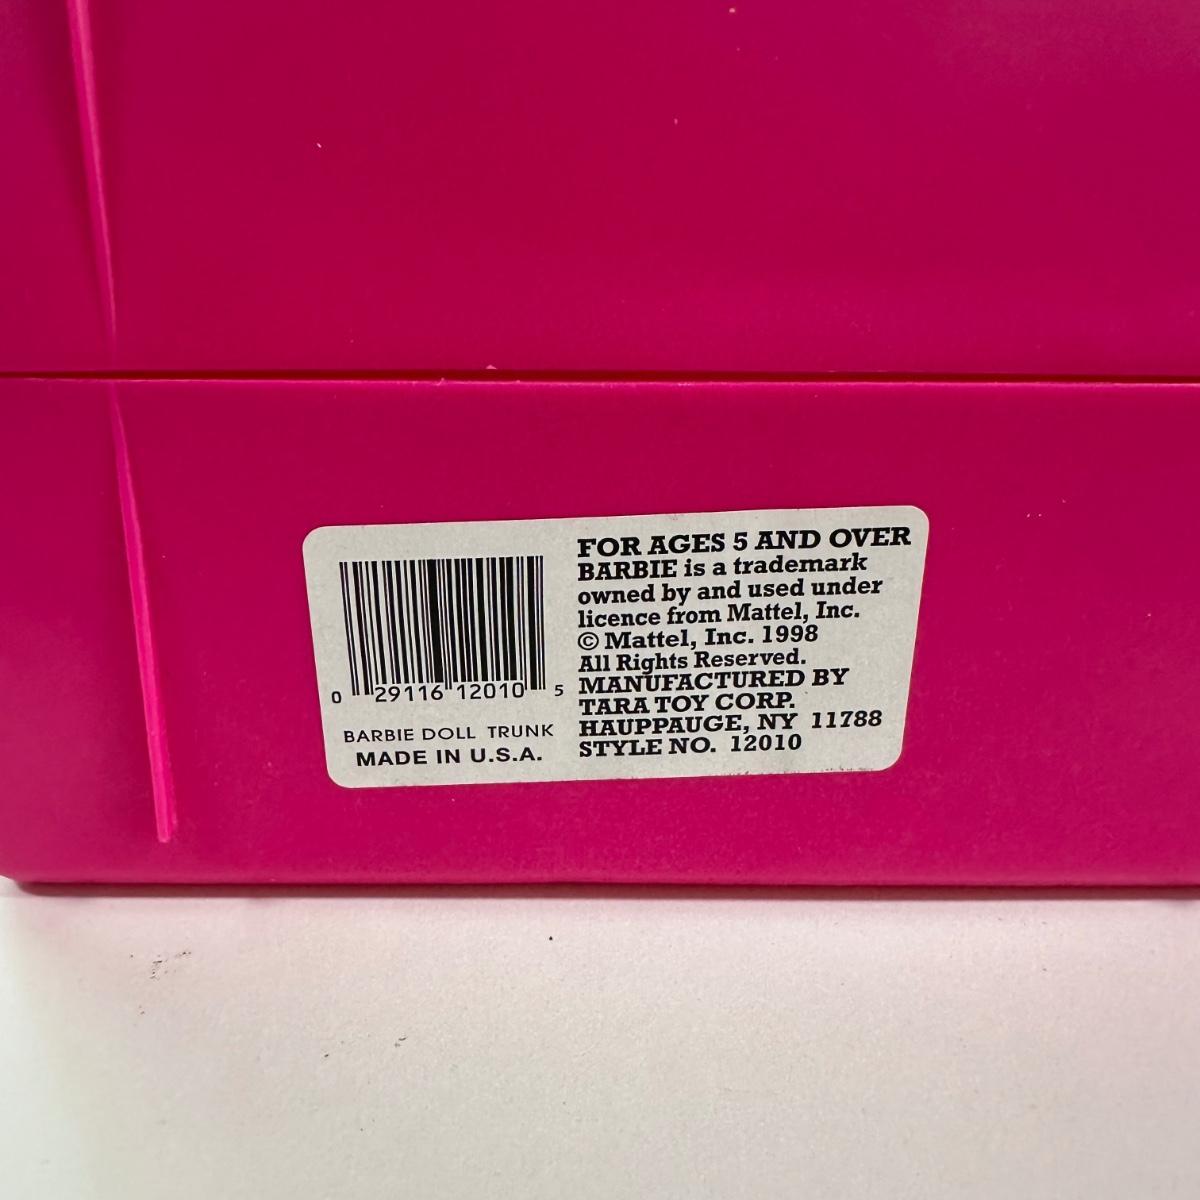 0 29116 12010 5
BARBIE DOLL TRUNK
MADE IN U.S.A.
FOR AGES 5 AND OVER
BARBIE is a trademark
owned by and used under
licence from Mattel, Inc.
© Mattel, Inc. 1998
All Rights Reserved.
MANUFACTURED BY
TARA TOY CORP.
HAUPPAUGE, NY 11788
STYLE NO. 12010